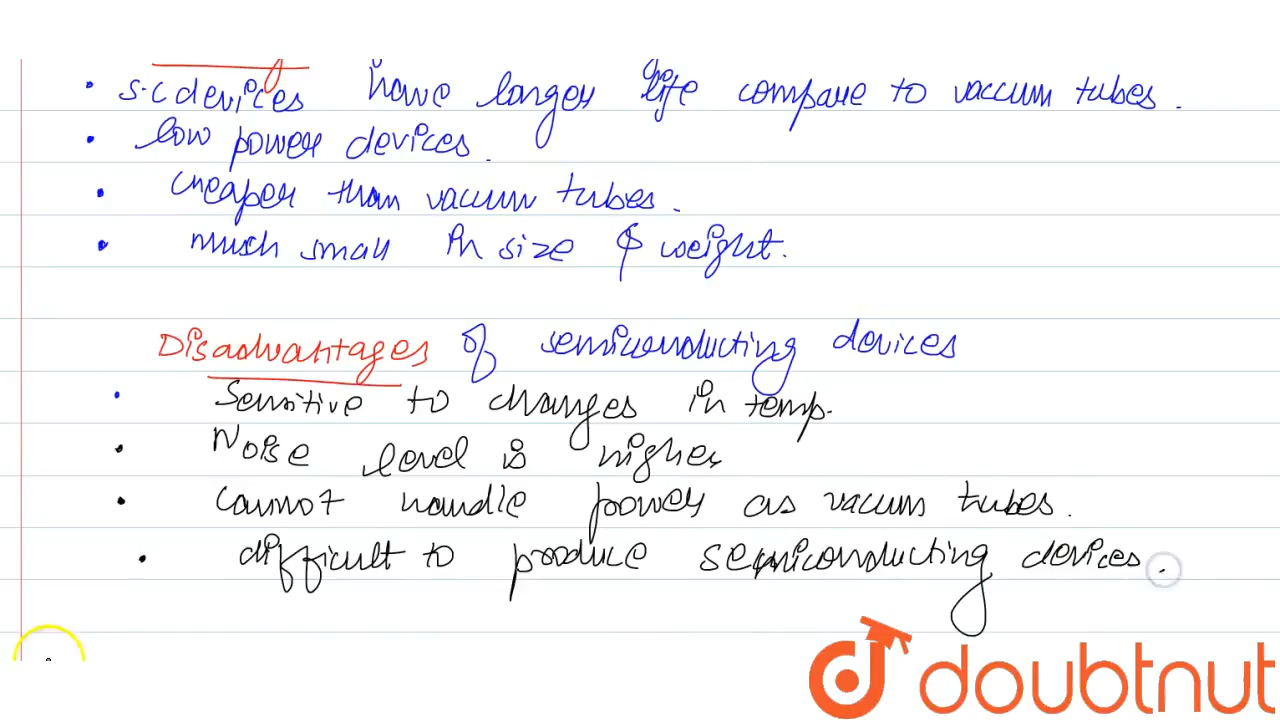 • s.c devices have larger life compare to vaccum tubes.
• low power devices.
• cheaper than vaccum tubes.
• much small in size & weight.
Disadvantages of semiconducting devices
• Sensitive to changes in temp.
• Noise level is higher
• cannot handle power as vacuum tubes.
• difficult to produce semiconducting devices.
doubtnut